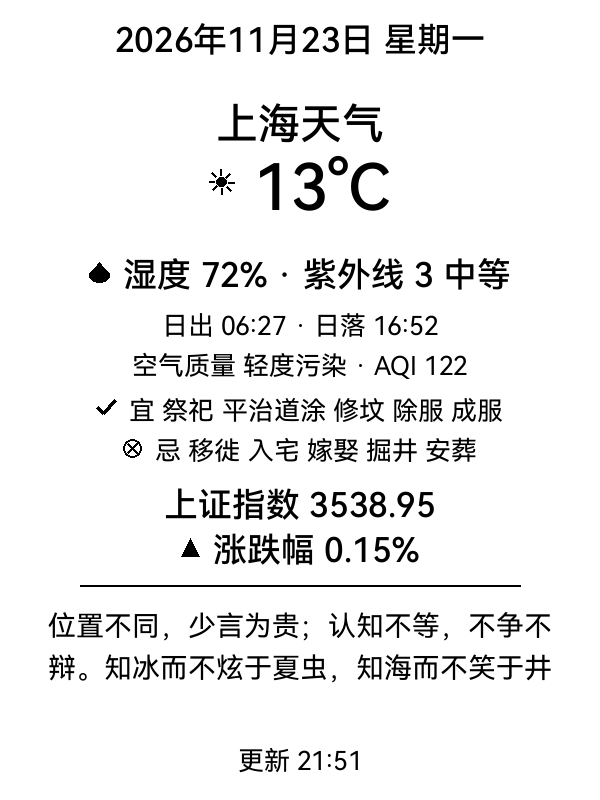 2026年11月23日 星期一
上海天气
13°C
湿度 72% · 紫外线 3 中等
日出 06:27 · 日落 16:52
空气质量 轻度污染 · AQI 122
宜 祭祀 平治道涂 修坟 除服 成服
忌 移徙 入宅 嫁娶 掘井 安葬
上证指数 3538.95
▲ 涨跌幅 0.15%
位置不同，少言为贵；认知不等，不争不
辩。知冰而不炫于夏虫，知海而不笑于井
更新 21:51